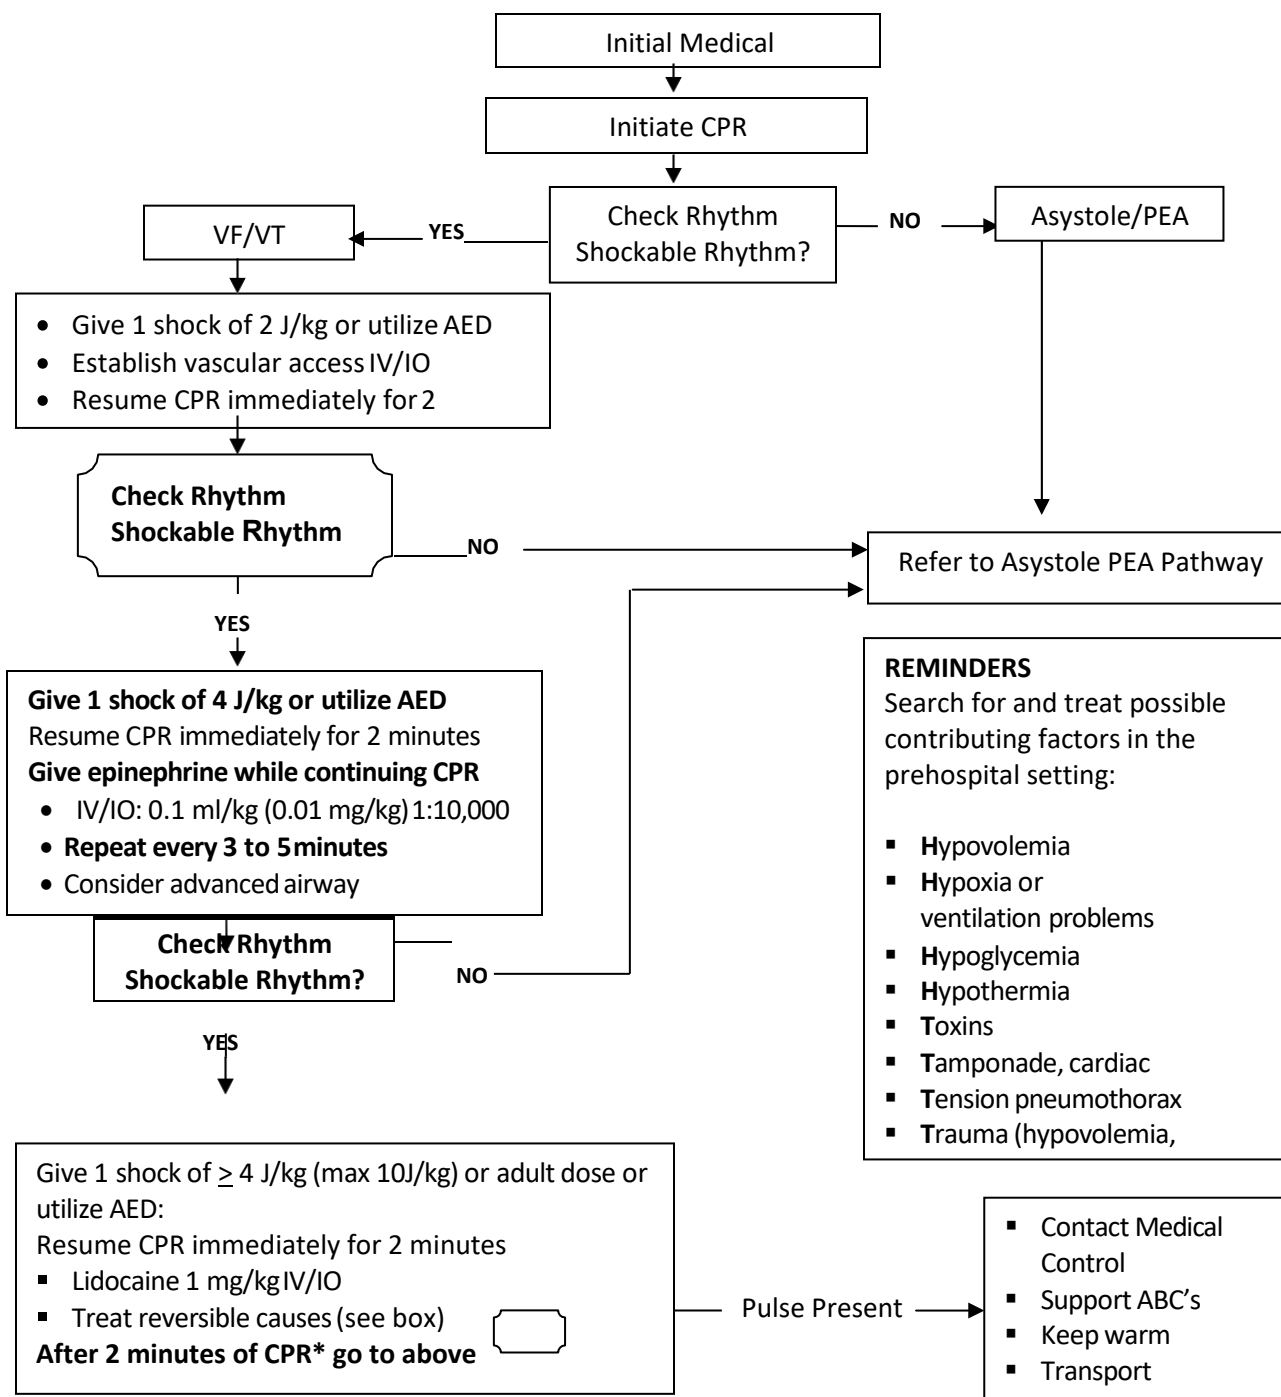 Initial Medical
Initiate CPR
Check Rhythm
Shockable Rhythm?
YES
NO
VF/VT
Asystole/PEA
• Give 1 shock of 2 J/kg or utilize AED
• Establish vascular access IV/IO
• Resume CPR immediately for 2
Check Rhythm
Shockable Rhythm
NO
Refer to Asystole PEA Pathway
YES
Give 1 shock of 4 J/kg or utilize AED
Resume CPR immediately for 2 minutes
Give epinephrine while continuing CPR
• IV/IO: 0.1 ml/kg (0.01 mg/kg) 1:10,000
• Repeat every 3 to 5 minutes
• Consider advanced airway
Check Rhythm
Shockable Rhythm?
NO
YES
REMINDERS
Search for and treat possible
contributing factors in the
prehospital setting:
▪ Hypovolemia
▪ Hypoxia or
ventilation problems
▪ Hypoglycemia
▪ Hypothermia
▪ Toxins
▪ Tamponade, cardiac
▪ Tension pneumothorax
▪ Trauma (hypovolemia,
Give 1 shock of ≥ 4 J/kg (max 10J/kg) or adult dose or
utilize AED:
Resume CPR immediately for 2 minutes
▪ Lidocaine 1 mg/kg IV/IO
▪ Treat reversible causes (see box)
After 2 minutes of CPR* go to above
Pulse Present
▪ Contact Medical
Control
▪ Support ABC's
▪ Keep warm
▪ Transport